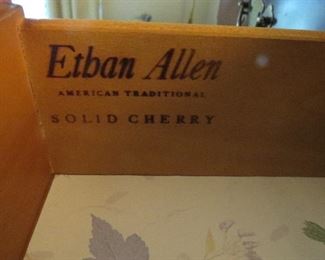 Ethan Allen
AMERICAN TRADITIONAL
SOLID CHERRY